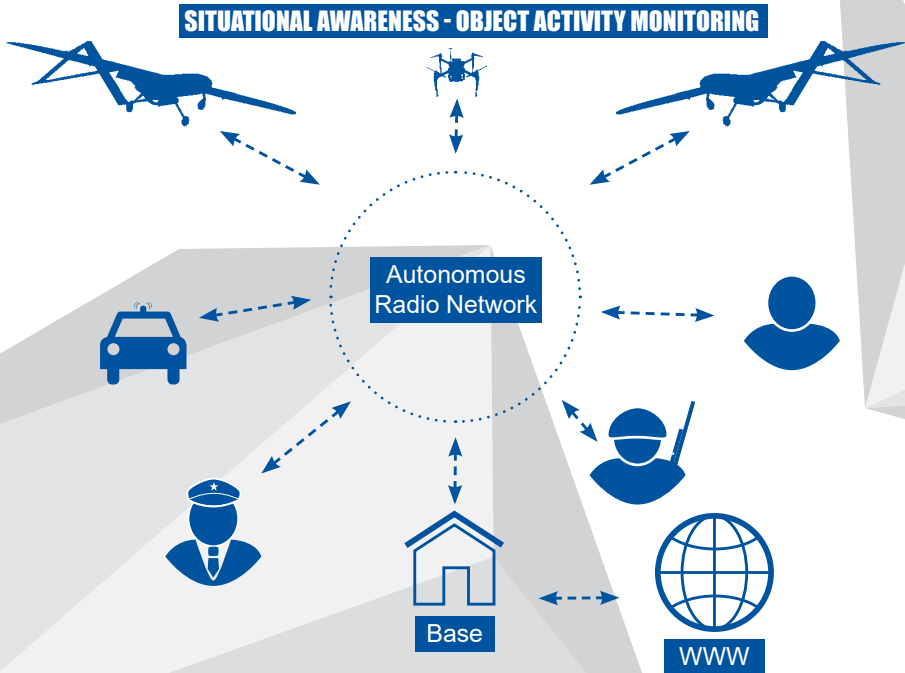 SITUATIONAL AWARENESS - OBJECT ACTIVITY MONITORING
Autonomous
Radio Network
Base
WWW